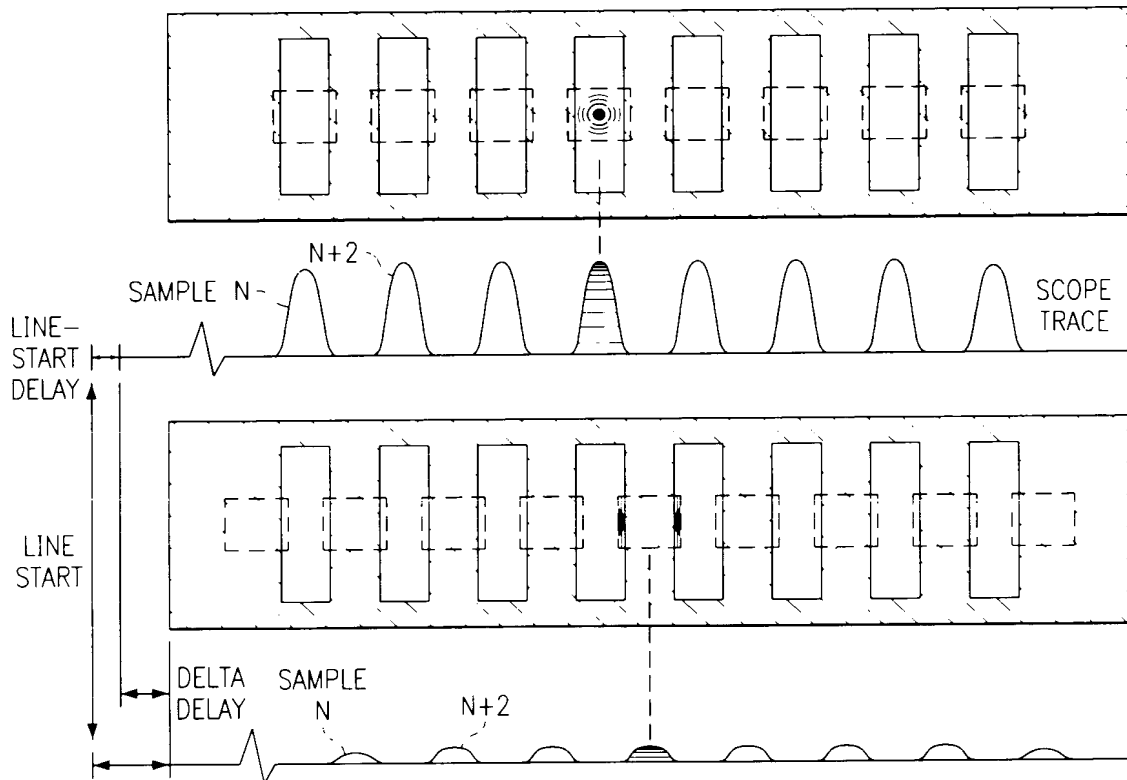 N+2
SAMPLE N
SCOPE
TRACE
LINE-
START
DELAY
LINE
START
DELTA
DELAY
SAMPLE
N
N+2